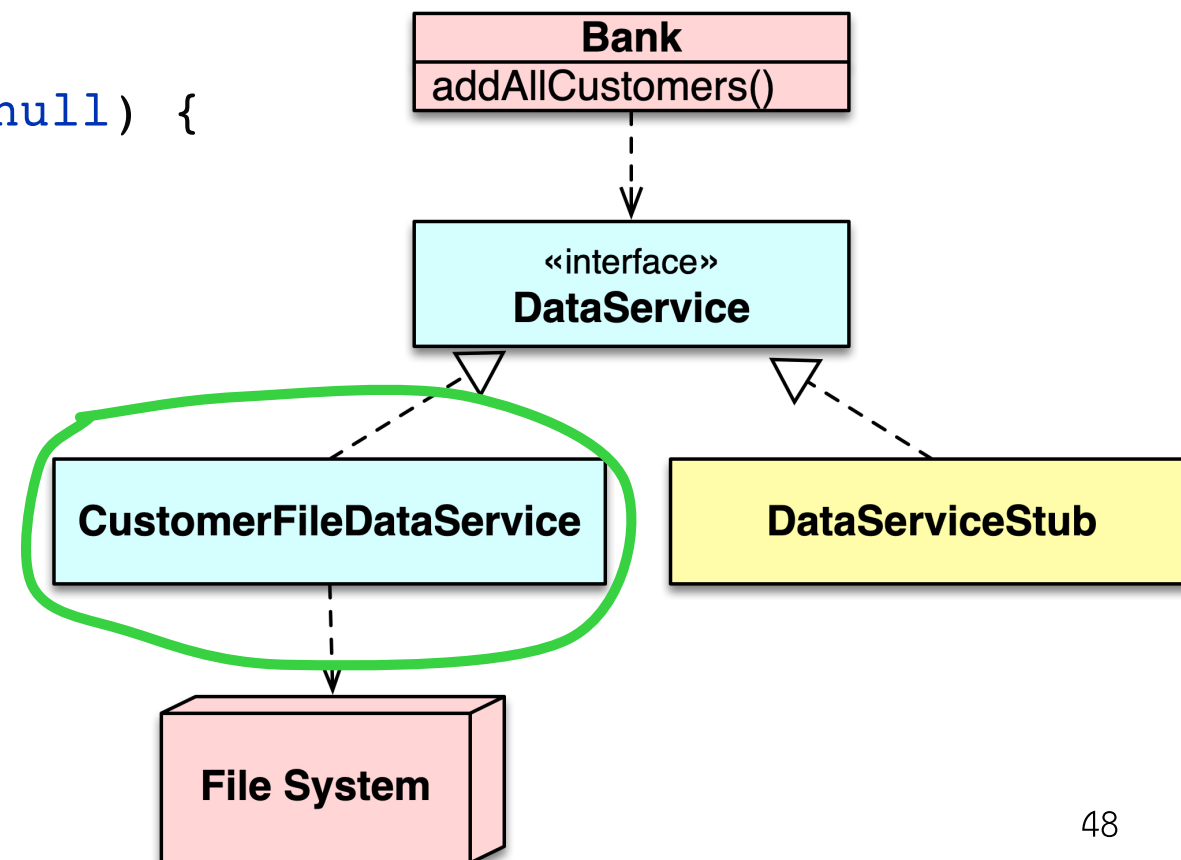 Bank
addAllCustomers()
null) {
«interface»
DataService
CustomerFileDataService
DataServiceStub
File System
48